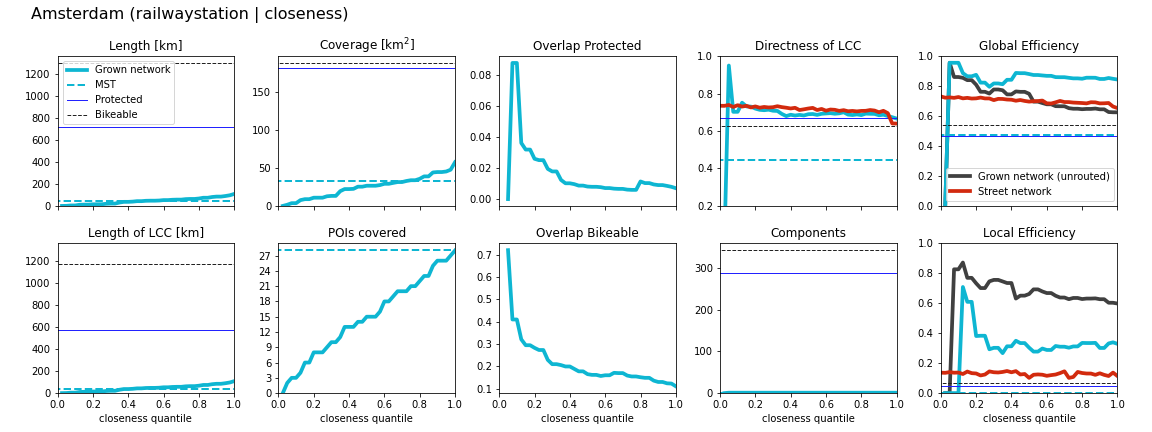 Amsterdam (railwaystation | closeness)
Length [km]
1200
1000
800
600
400
200
0
Grown network
MST
Protected
Bikeable
Coverage [km²]
150
100
50
0
Overlap Protected
0.08
0.06
0.04
0.02
0.00
Directness of LCC
1.0
0.8
0.6
0.4
0.2
Global Efficiency
1.0
0.8
0.6
0.4
0.2
0.0
Grown network (unrouted)
Street network
Length of LCC [km]
1200
1000
800
600
400
200
0
0.0 0.2 0.4 0.6 0.8 1.0
closeness quantile
POIs covered
27
24
21
18
15
12
9
6
3
0
0.0 0.2 0.4 0.6 0.8 1.0
closeness quantile
Overlap Bikeable
0.7
0.6
0.5
0.4
0.3
0.2
0.1
0.0 0.2 0.4 0.6 0.8 1.0
closeness quantile
Components
300
200
100
0
0.0 0.2 0.4 0.6 0.8 1.0
closeness quantile
Local Efficiency
1.0
0.8
0.6
0.4
0.2
0.0
0.0 0.2 0.4 0.6 0.8 1.0
closeness quantile